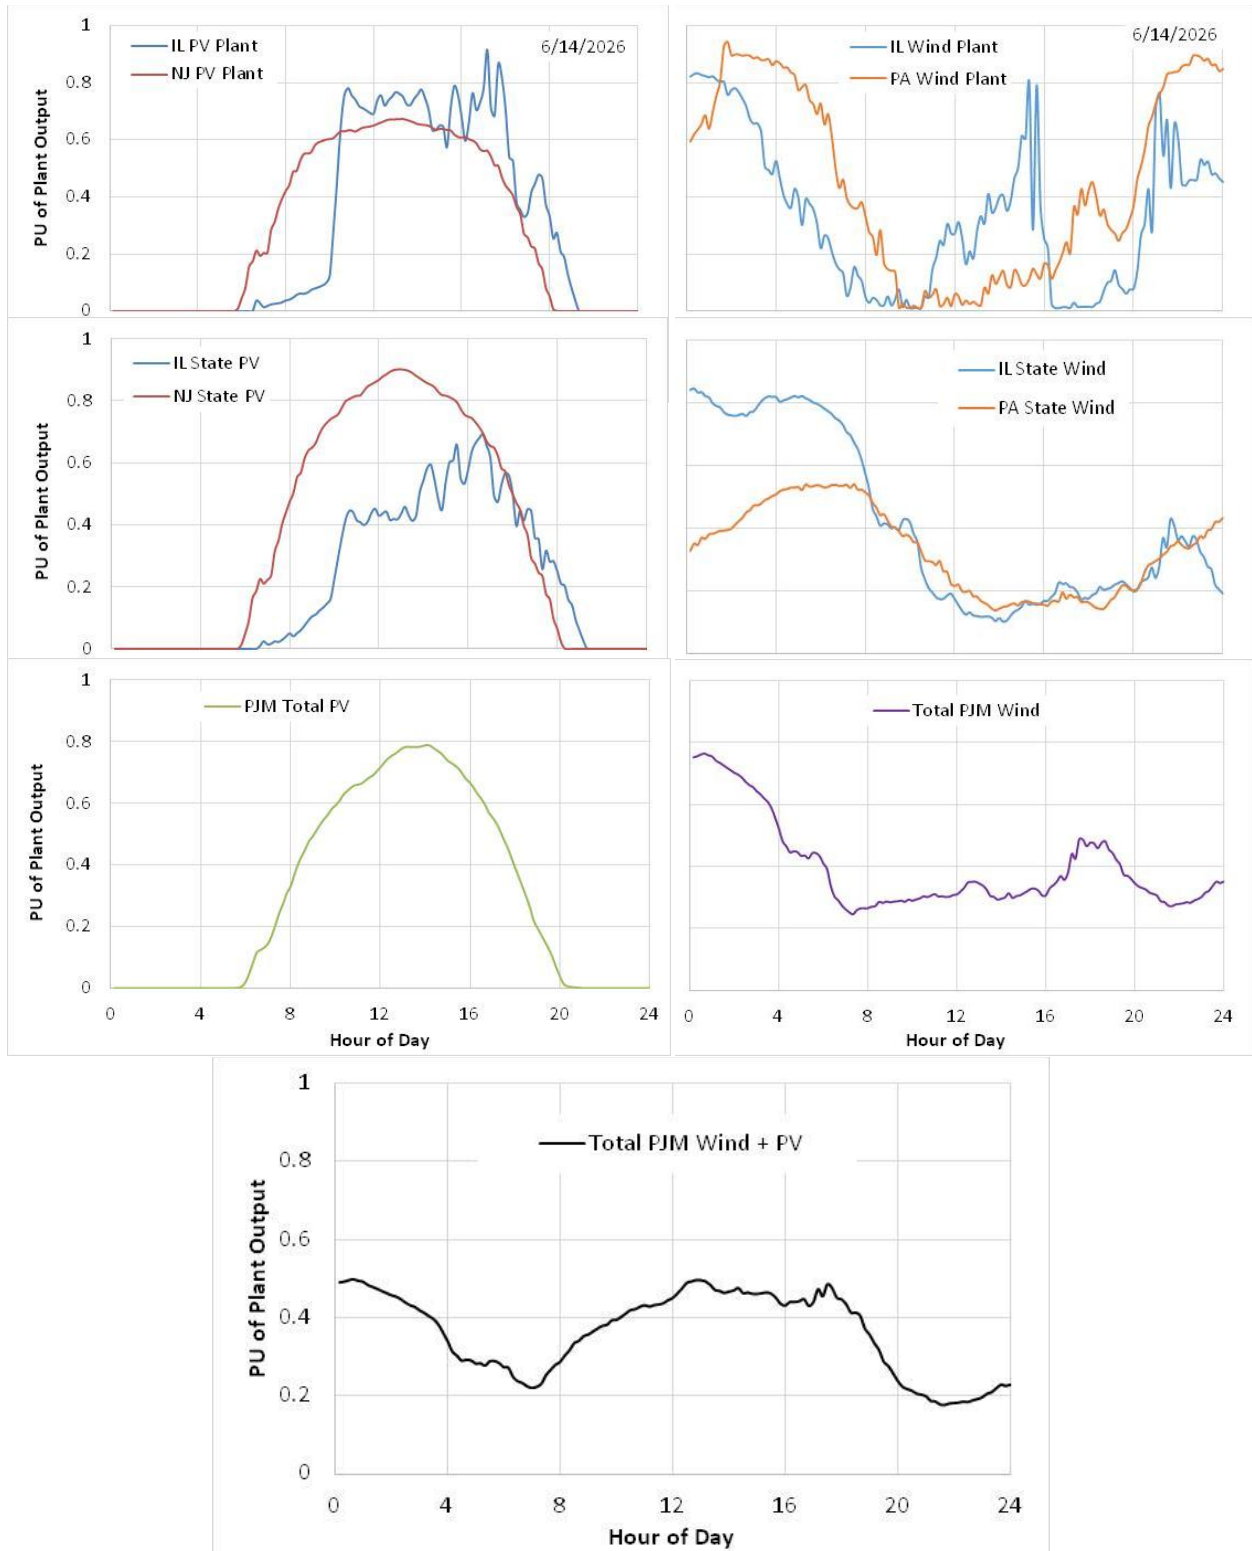 1
IL PV Plant
NJ PV Plant
6/14/2026
0.8
0.6
0.4
0.2
0
PU of Plant Output
IL Wind Plant
PA Wind Plant
6/14/2026
1
IL State PV
NJ State PV
0.8
0.6
0.4
0.2
0
PU of Plant Output
IL State Wind
PA State Wind
1
PJM Total PV
0.8
0.6
0.4
0.2
0
PU of Plant Output
0 4 8 12 16 20 24
Hour of Day
Total PJM Wind
0 4 8 12 16 20 24
Hour of Day
1
Total PJM Wind + PV
0.8
0.6
0.4
0.2
0
PU of Plant Output
0 4 8 12 16 20 24
Hour of Day